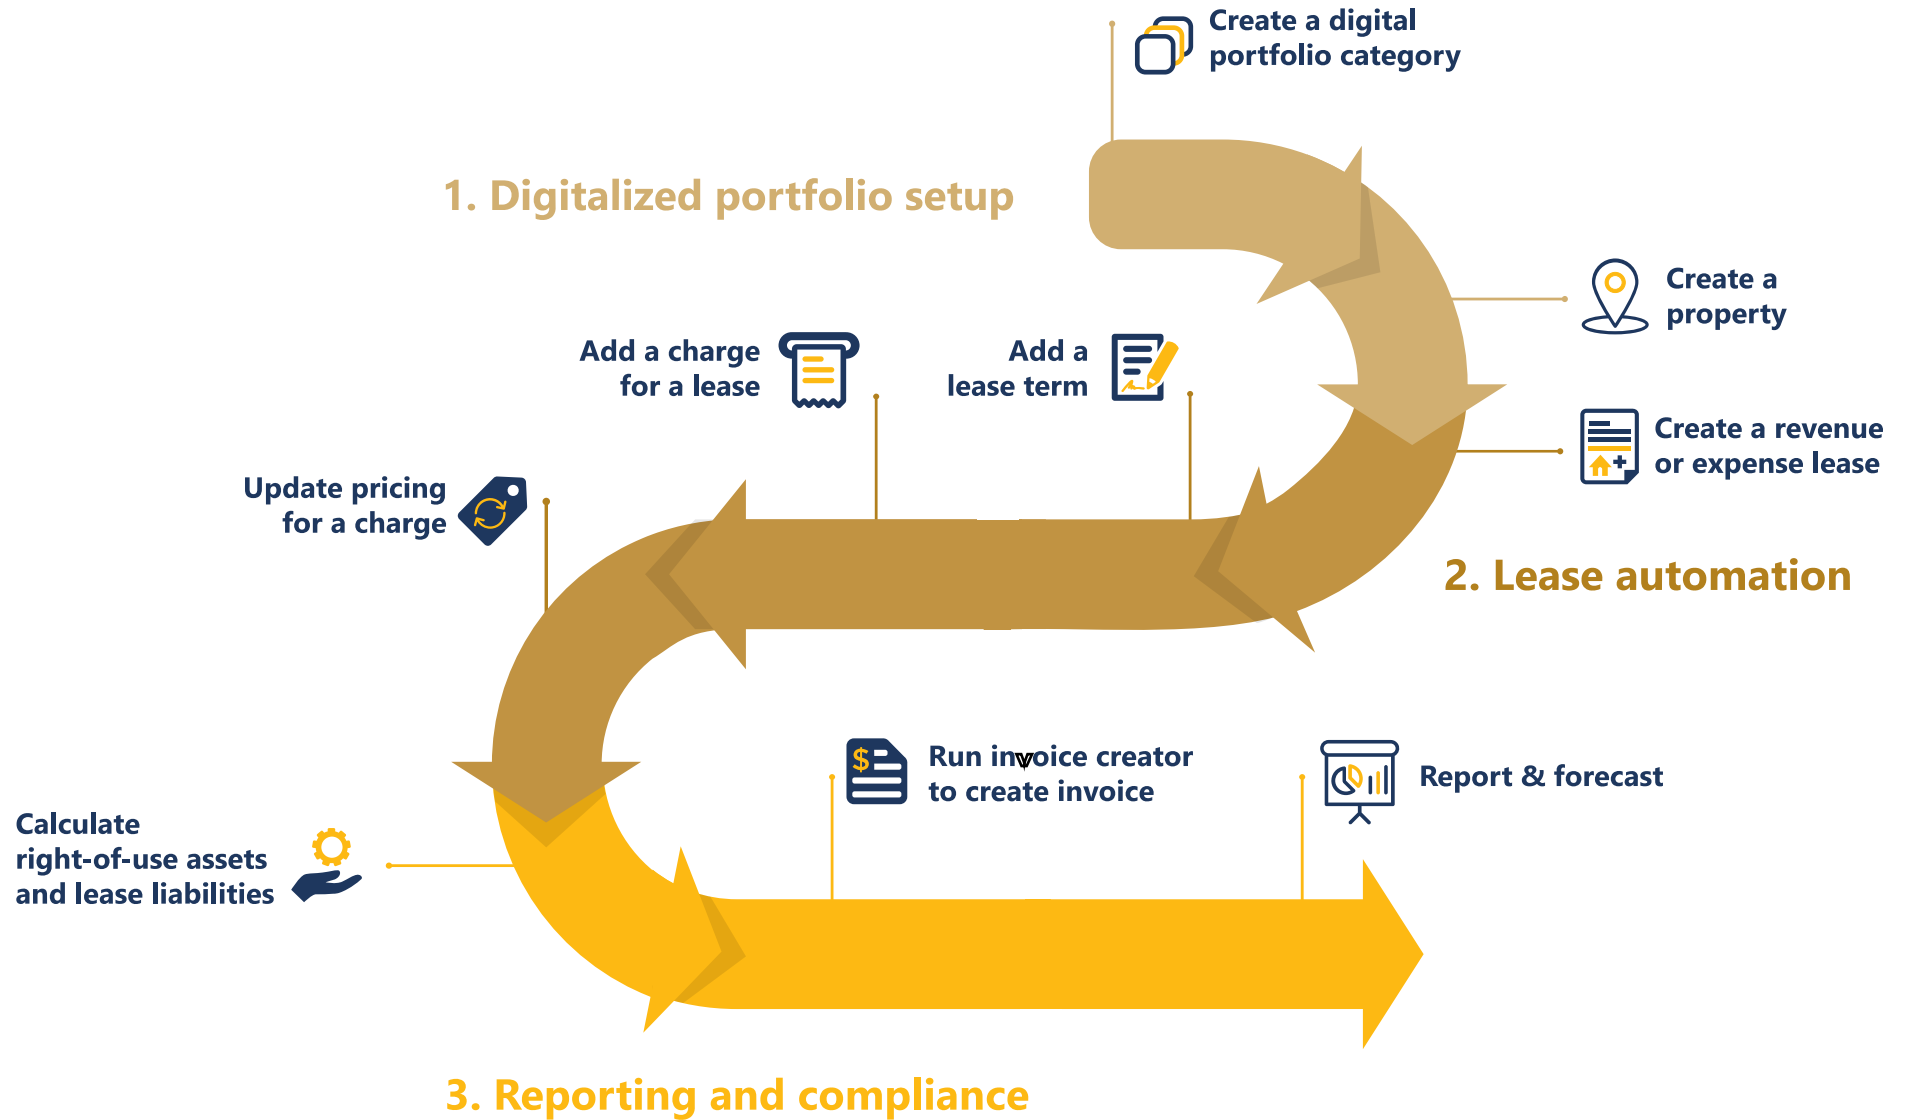 Create a digital
portfolio category
1. Digitalized portfolio setup
Create a
property
Add a charge
for a lease
Add a
lease term
Create a revenue
or expense lease
Update pricing
for a charge
2. Lease automation
Run invoice creator
to create invoice
Report & forecast
Calculate
right-of-use assets
and lease liabilities
$
3. Reporting and compliance